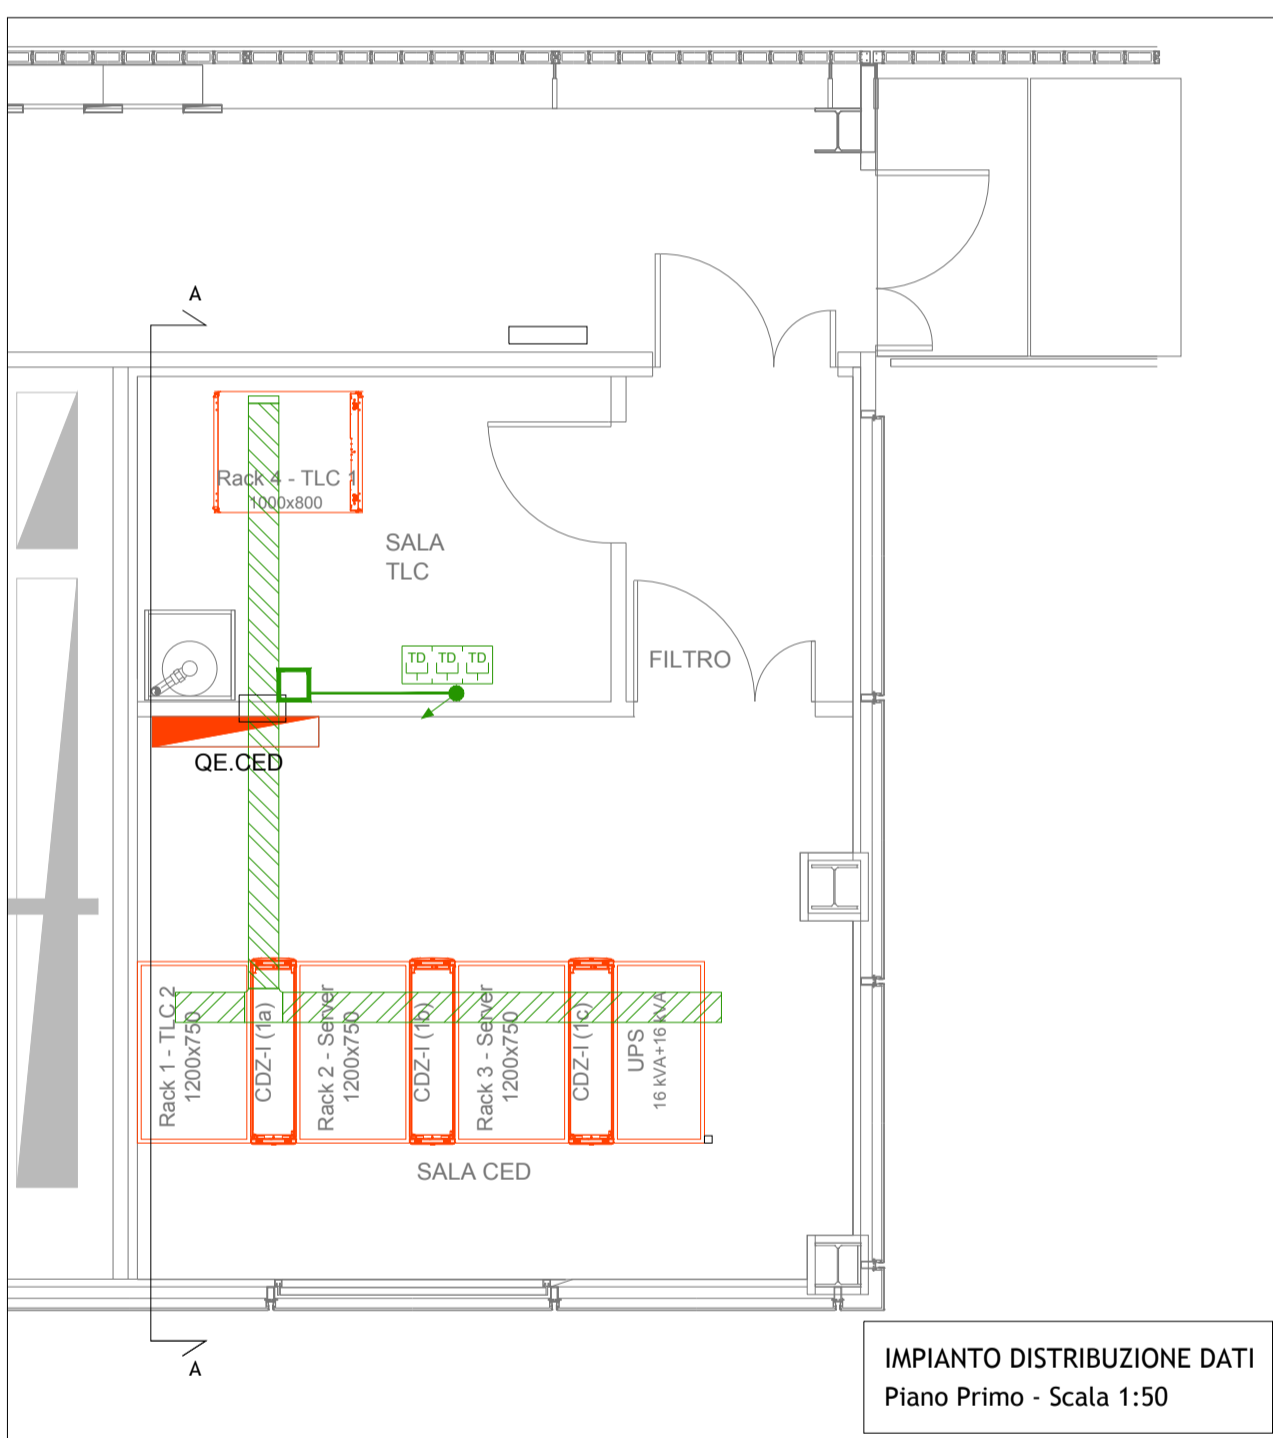 A
Rack 4 - TLC 1
1000x800
SALA
TLC
TD TD TD
FILTRO
QE.CED
Rack 1 - TLC 2
1200x750
CDZ-I (1a)
Rack 2 - Server
1200x750
CDZ-I (1b)
Rack 3 - Server
1200x750
CDZ-I (1c)
UPS
16 kVA+16 kVA
SALA CED
A
IMPIANTO DISTRIBUZIONE DATI
Piano Primo - Scala 1:50